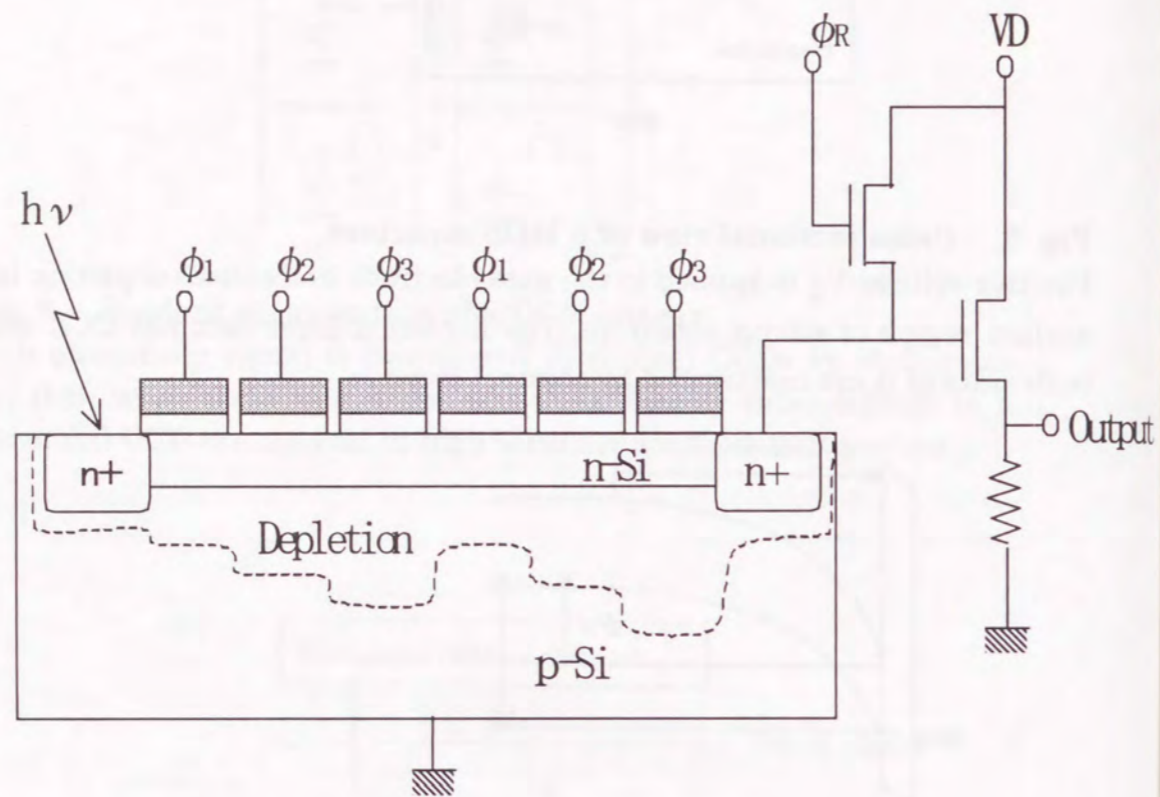 ϕR VD
hν
ϕ1 ϕ2 ϕ3 ϕ1 ϕ2 ϕ3
Output
n+ n-Si n+
Depletion
p-Si